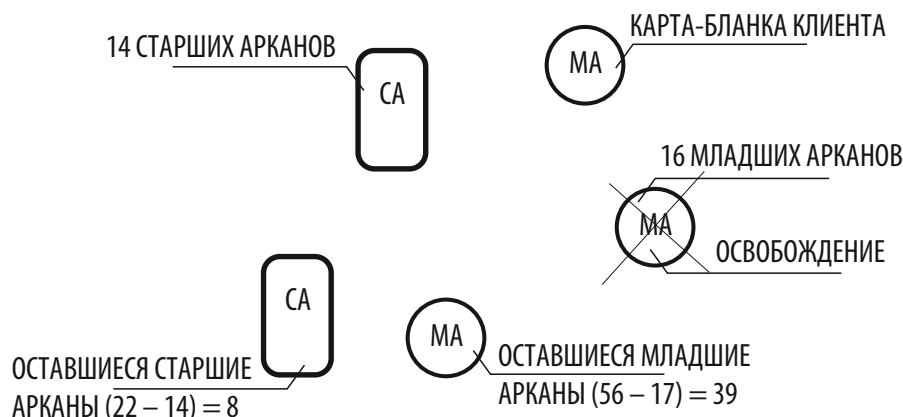 14 СТАРШИХ АРКАНОВ
СА
КАРТА-БЛАНКА КЛИЕНТА
МА
16 МЛАДШИХ АРКАНОВ
МА
ОСВОБОЖДЕНИЕ
СА
ОСТАВШИЕСЯ СТАРШИЕ
АРКАНЫ (22 – 14) = 8
МА
ОСТАВШИЕСЯ МЛАДШИЕ
АРКАНЫ (56 – 17) = 39